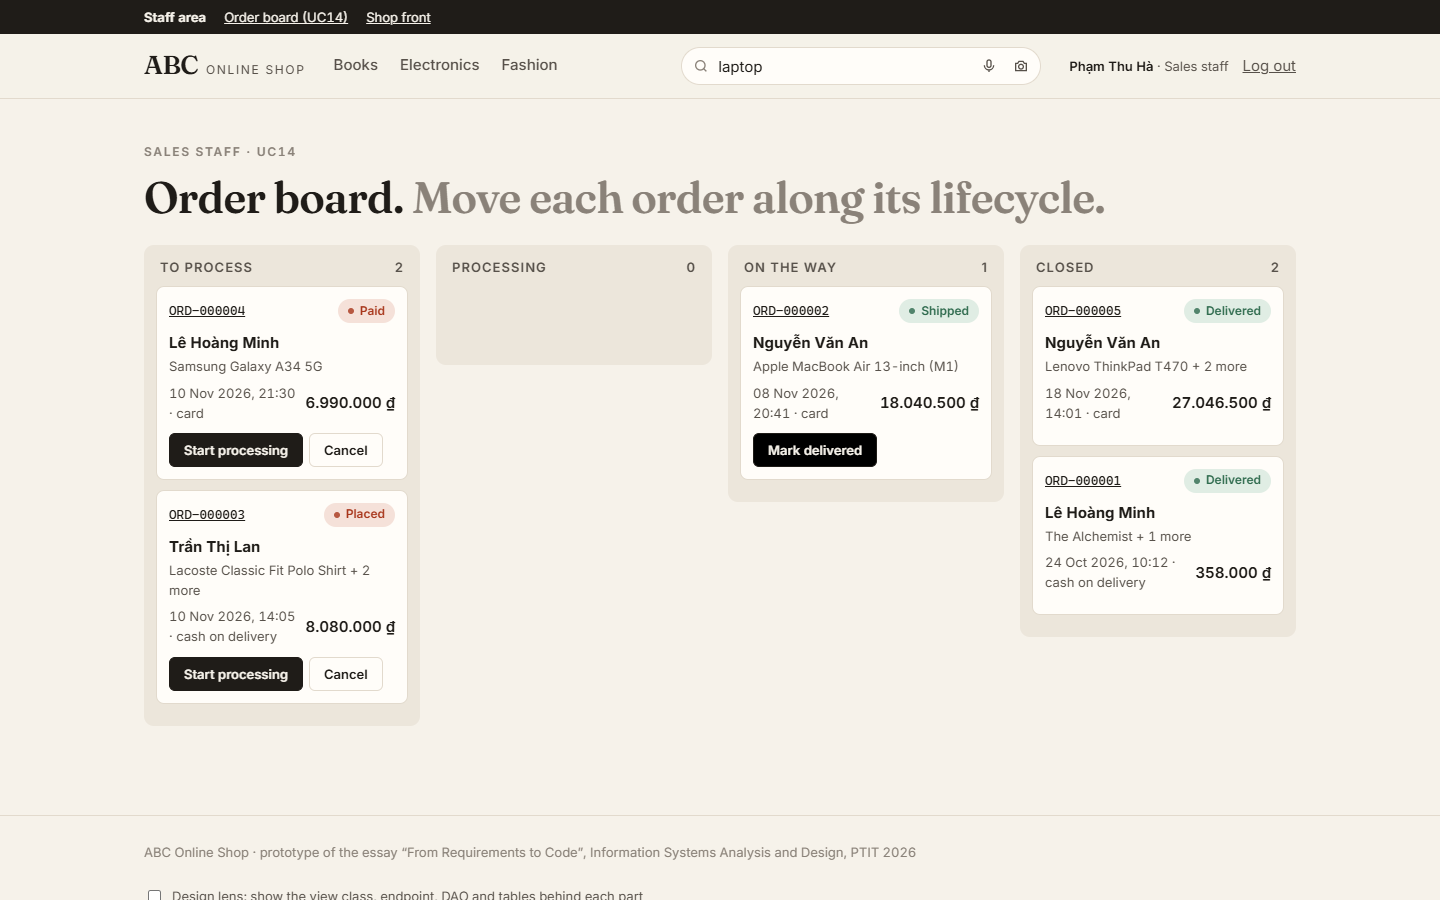 Staff area Order board (UC14) Shop front
ABC ONLINE SHOP Books Electronics Fashion laptop Phạm Thu Hà · Sales staff Log out
SALES STAFF · UC14
Order board. Move each order along its lifecycle.
TO PROCESS 2
ORD-000004 Paid
Lê Hoàng Minh
Samsung Galaxy A34 5G
10 Nov 2026, 21:30
· card 6.990.000 ₫
Start processing Cancel
ORD-000003 Placed
Trần Thị Lan
Lacoste Classic Fit Polo Shirt + 2
more
10 Nov 2026, 14:05
· cash on delivery 8.080.000 ₫
Start processing Cancel
PROCESSING 0
ON THE WAY 1
ORD-000002 Shipped
Nguyễn Văn An
Apple MacBook Air 13-inch (M1)
08 Nov 2026,
20:41 · card 18.040.500 ₫
Mark delivered
CLOSED 2
ORD-000005 Delivered
Nguyễn Văn An
Lenovo ThinkPad T470 + 2 more
18 Nov 2026,
14:01 · card 27.046.500 ₫
ORD-000001 Delivered
Lê Hoàng Minh
The Alchemist + 1 more
24 Oct 2026, 10:12 ·
cash on delivery 358.000 ₫
ABC Online Shop · prototype of the essay “From Requirements to Code”, Information Systems Analysis and Design, PTIT 2026
Design lens: show the view class, endpoint, DAO and tables behind each part